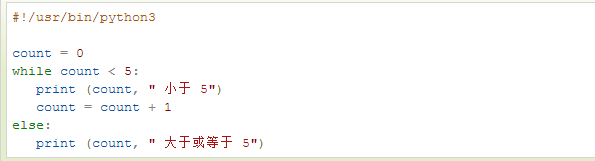 #!/usr/bin/python3

count = 0
while count < 5:
   print (count, " 小于 5")
   count = count + 1
else:
   print (count, " 大于或等于 5")